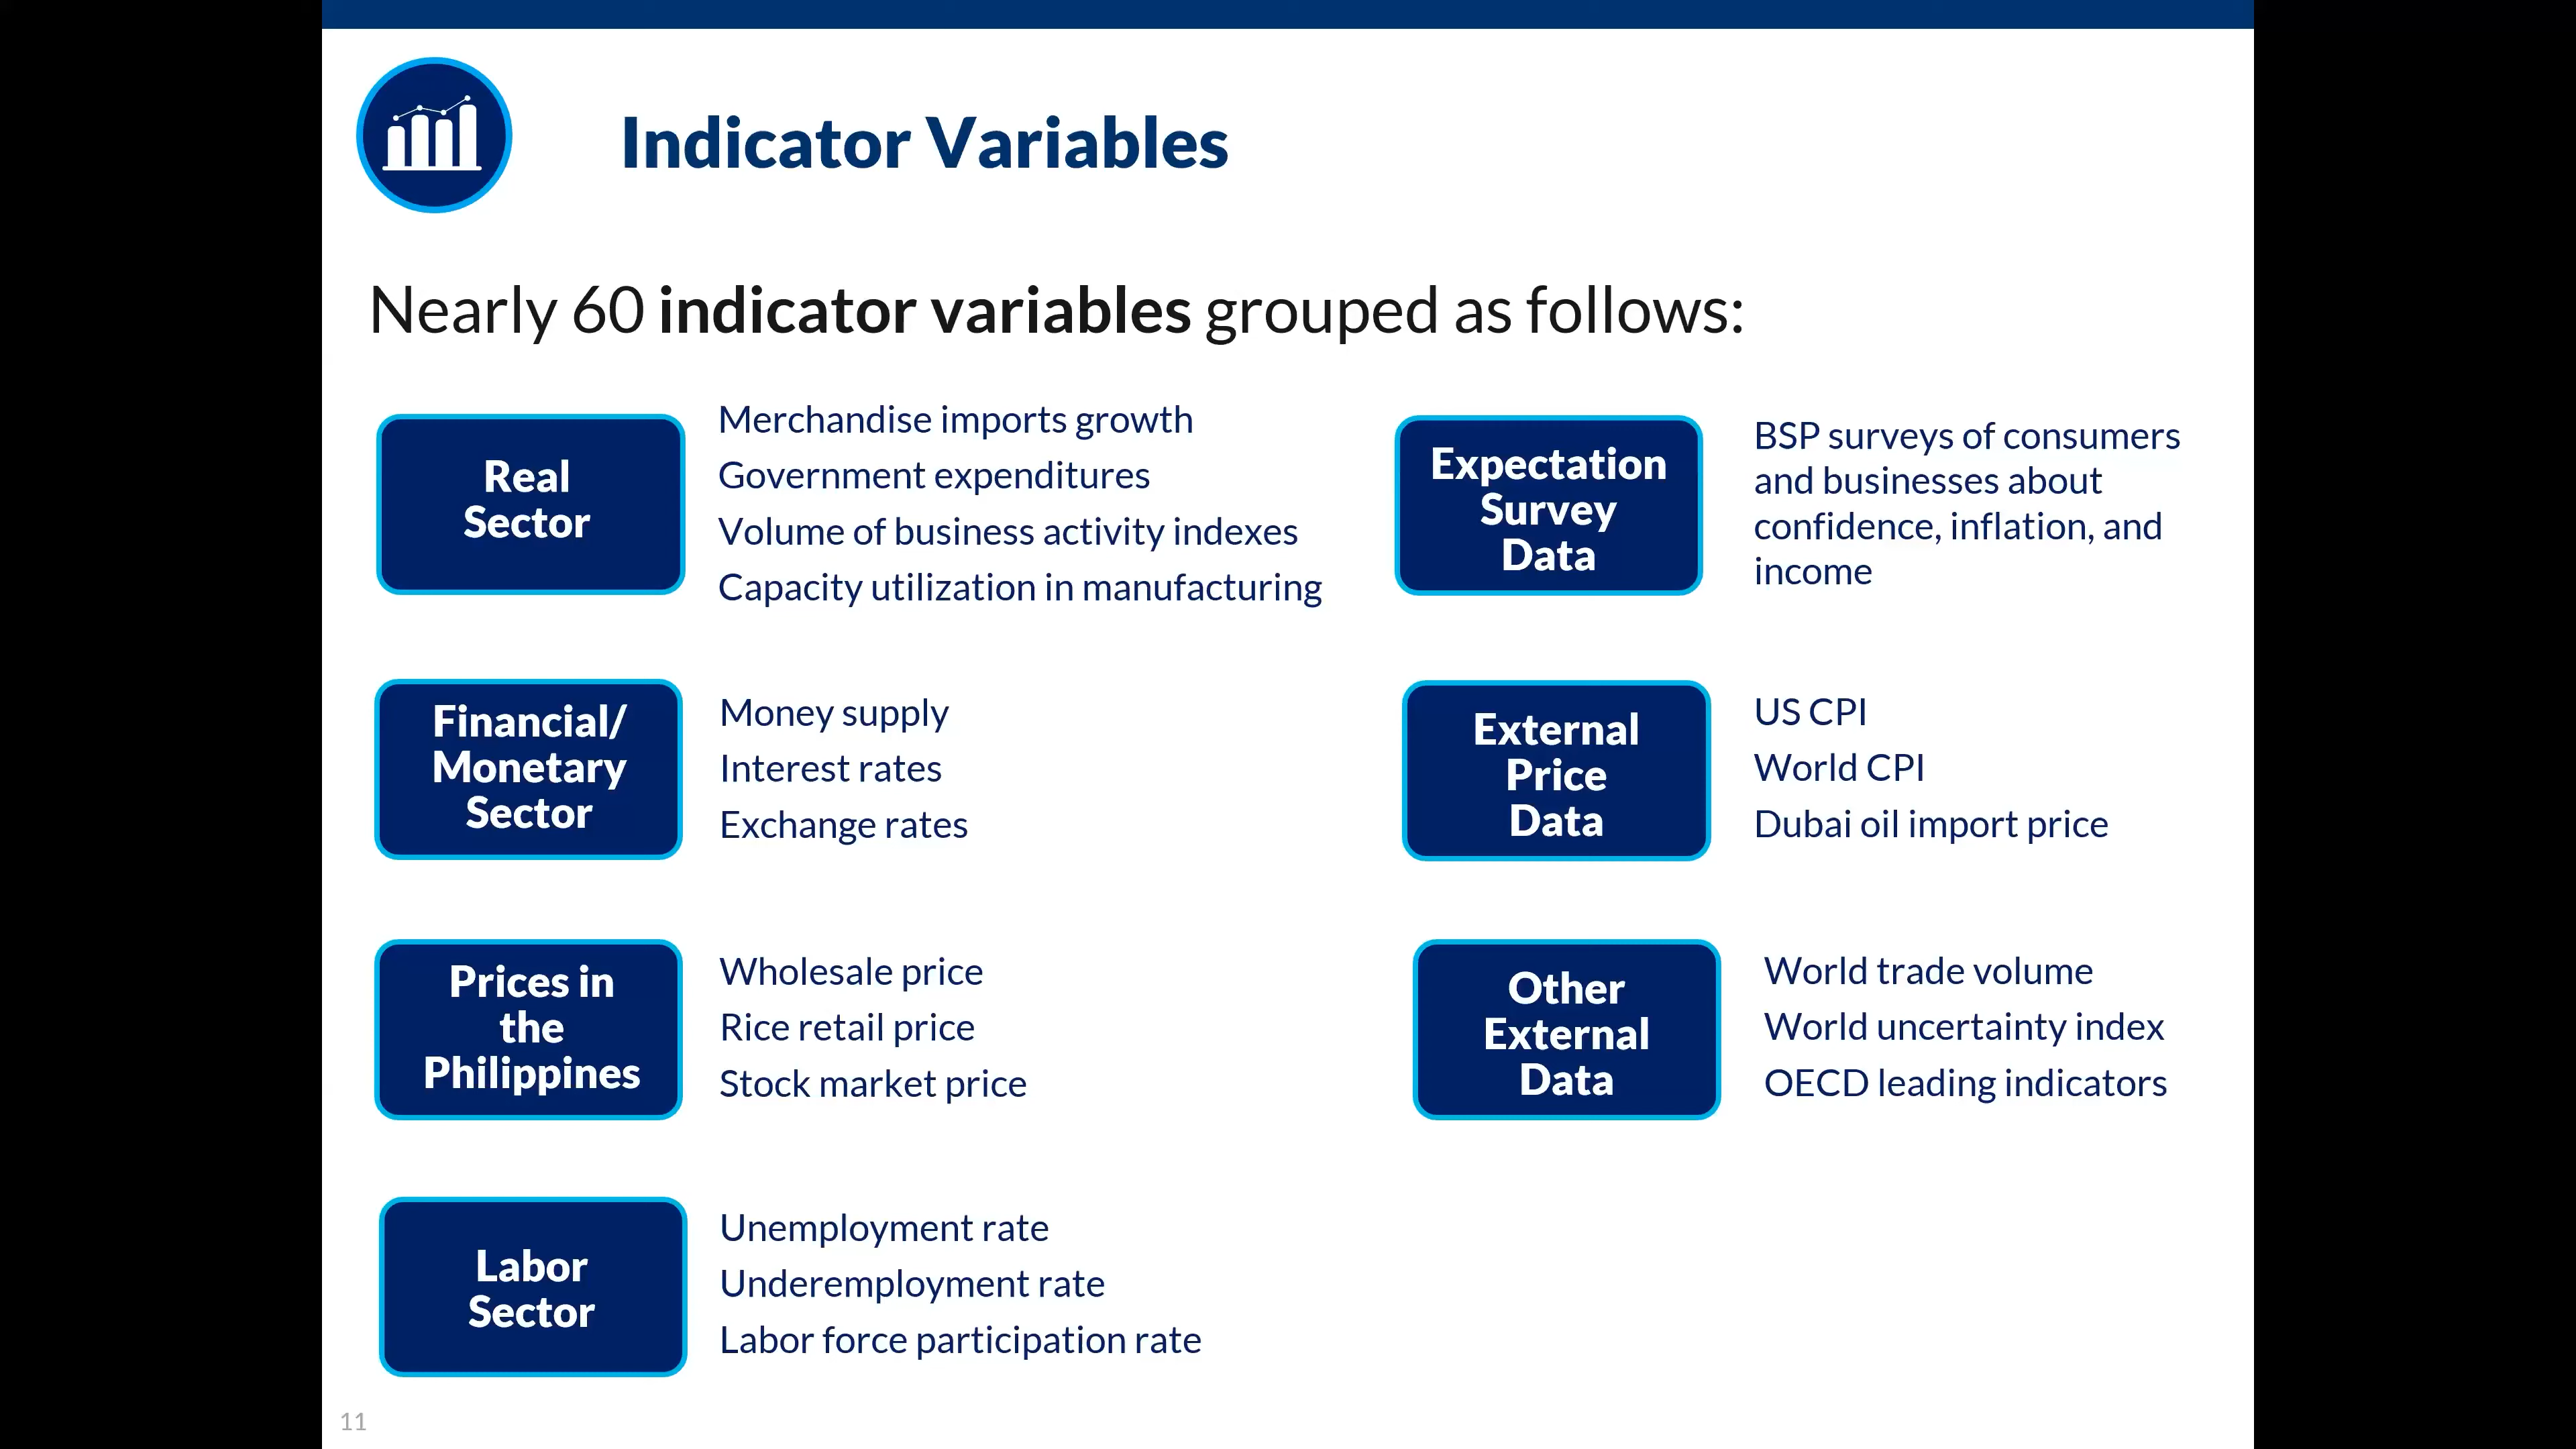 Indicator Variables
Nearly 60 indicator variables grouped as follows:
Real
Sector
Merchandise imports growth
Government expenditures
Volume of business activity indexes
Capacity utilization in manufacturing
Financial/
Monetary
Sector
Money supply
Interest rates
Exchange rates
Prices in
the
Philippines
Wholesale price
Rice retail price
Stock market price
Labor
Sector
Unemployment rate
Underemployment rate
Labor force participation rate
Expectation
Survey
Data
BSP surveys of consumers
and businesses about
confidence, inflation, and
income
External
Price
Data
US CPI
World CPI
Dubai oil import price
Other
External
Data
World trade volume
World uncertainty index
OECD leading indicators
11